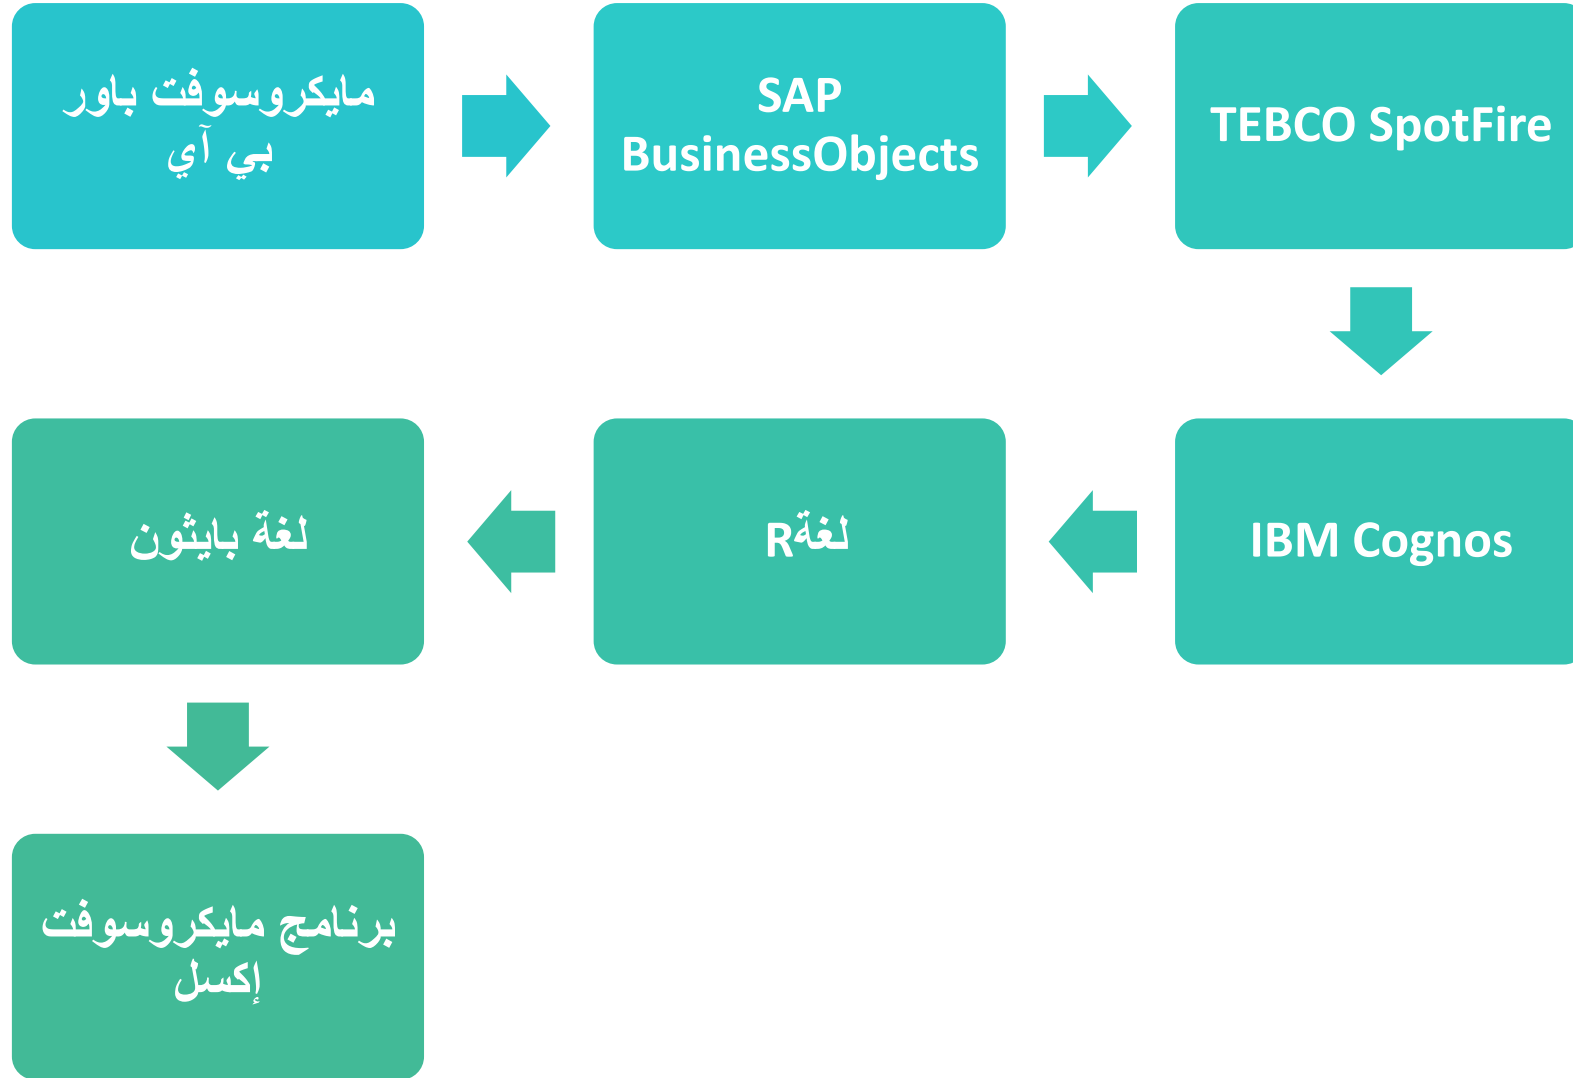 مايكروسوفت باور
بي آي
SAP
BusinessObjects
TEBCO SpotFire
IBM Cognos
لغةR
لغة بايثون
برنامج مايكروسوفت
إكسل